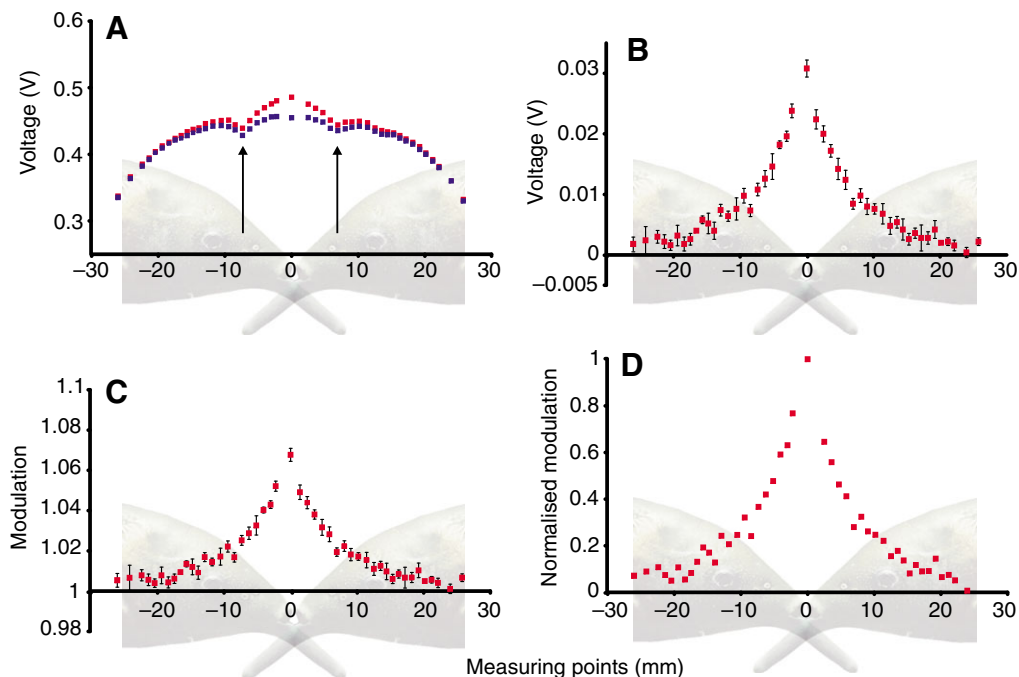 A
Voltage (V)
0.6
0.5
0.4
0.3
–30 –20 –10 0 10 20 30
B
Voltage (V)
0.03
0.02
0.01
0
–0.005
–20 –10 0 10 20 30
C
Modulation
1.1
1.08
1.06
1.04
1.02
1
0.98
–20 –10 0 10 20 30
D
Normalised modulation
1
0.8
0.6
0.4
0.2
0
–30 –20 –10 0 10 20 30
Measuring points (mm)